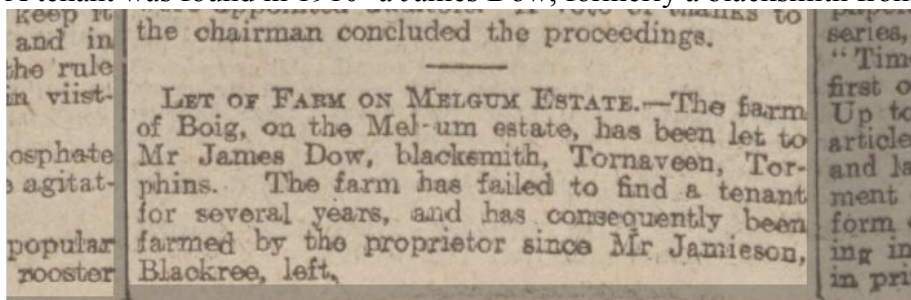 A tenant was found in 1910 a James Dow, formerly a blacksmith from
keep it
and in
the rule
in viist-
osphate
agitat-
popular
rooster
thanks to
the chairman concluded the proceedings.
LET OF FARM ON MELGUM ESTATE.—The farm
of Boig, on the Mel-um estate, has been let to
Mr James Dow, blacksmith, Tornaveen, Tor-
phins. The farm has failed to find a tenant
for several years, and has consequently been
farmed by the proprietor since Mr Jamieson,
Blackree, left,
series,
"Time
first o
Up to
article
and la
ment
form
ing in
in pri